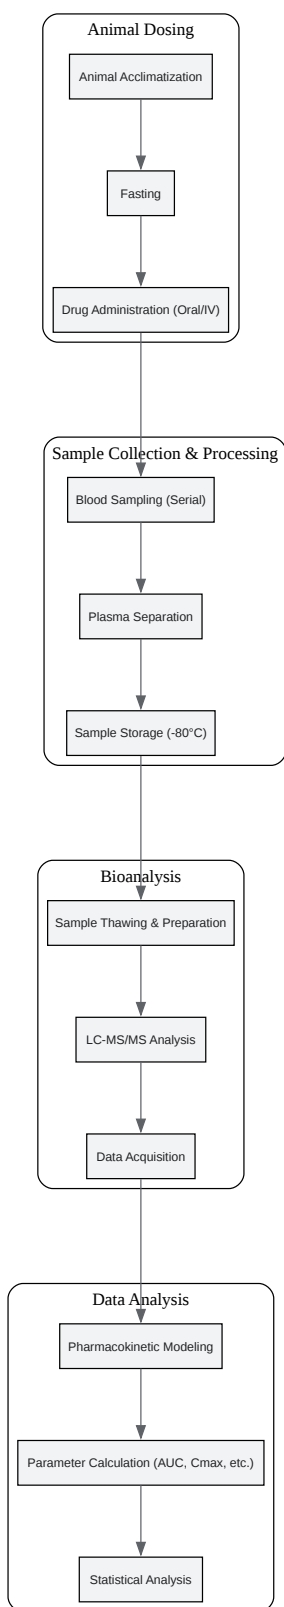 Animal Dosing
Animal Acclimatization
Fasting
Drug Administration (Oral/IV)
Sample Collection & Processing
Blood Sampling (Serial)
Plasma Separation
Sample Storage (-80°C)
Bioanalysis
Sample Thawing & Preparation
LC-MS/MS Analysis
Data Acquisition
Data Analysis
Pharmacokinetic Modeling
Parameter Calculation (AUC, Cmax, etc.)
Statistical Analysis